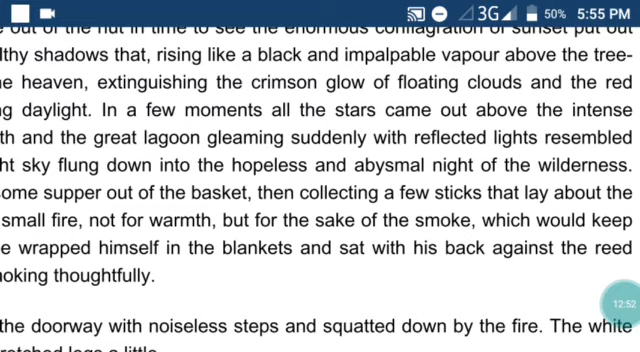 3G 50% 5:55 PM
out of the hut in time to see the enormous conflagration of sunset put out
lthy shadows that, rising like a black and impalpable vapour above the tree-
e heaven, extinguishing the crimson glow of floating clouds and the red
g daylight. In a few moments all the stars came out above the intense
th and the great lagoon gleaming suddenly with reflected lights resembled
ht sky flung down into the hopeless and abysmal night of the wilderness.
ome supper out of the basket, then collecting a few sticks that lay about the
small fire, not for warmth, but for the sake of the smoke, which would keep
e wrapped himself in the blankets and sat with his back against the reed
oking thoughtfully.
12:52
the doorway with noiseless steps and squatted down by the fire. The white
retched legs a little